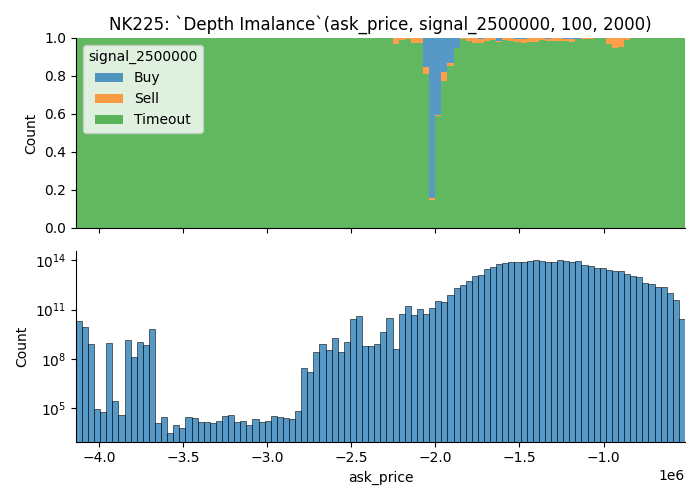 NK225: `Depth Imalance`(ask_price, signal_2500000, 100, 2000)
1.0
0.8
0.6
0.4
0.2
0.0
Count
signal_2500000
Buy
Sell
Timeout
10^14
10^11
10^8
10^5
Count
−4.0 −3.5 −3.0 −2.5 −2.0 −1.5 −1.0
1e6
ask_price